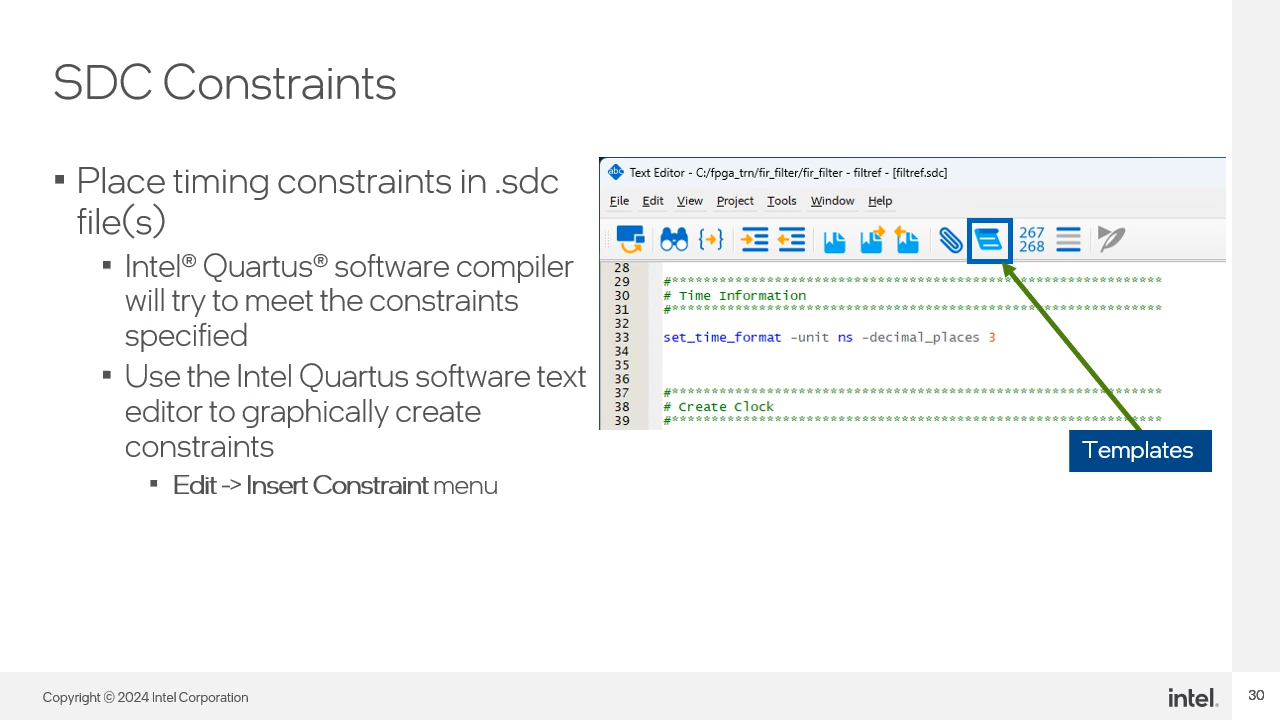 SDC Constraints
▪ Place timing constraints in .sdc
file(s)
▪ Intel® Quartus® software compiler
will try to meet the constraints
specified
▪ Use the Intel Quartus software text
editor to graphically create
constraints
▪ Edit -> Insert Constraint menu
abc Text Editor - C:/fpga_trn/fir_filter/fir_filter - filtref - [filtref.sdc]
File Edit View Project Tools Window Help
267
268
28
29 #**************************************************************
30 # Time Information
31 #**************************************************************
32
33 set_time_format -unit ns -decimal_places 3
34
35
36
37 #**************************************************************
38 # Create Clock
39 #**************************************************************
Templates
Copyright © 2024 Intel Corporation
intel.
30